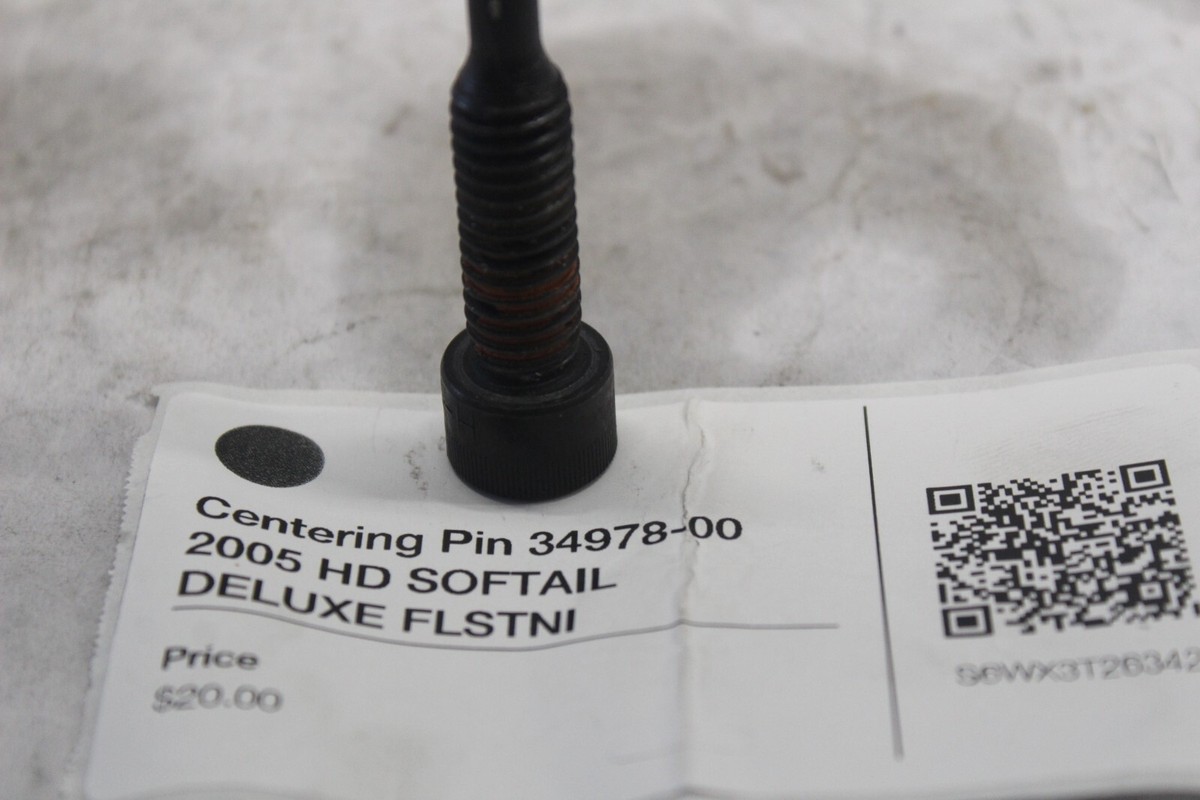 Centering Pin 34978-00
2005 HD SOFTAIL
DELUXE FLSTNI
Price
$20.00
S6WX3T26342